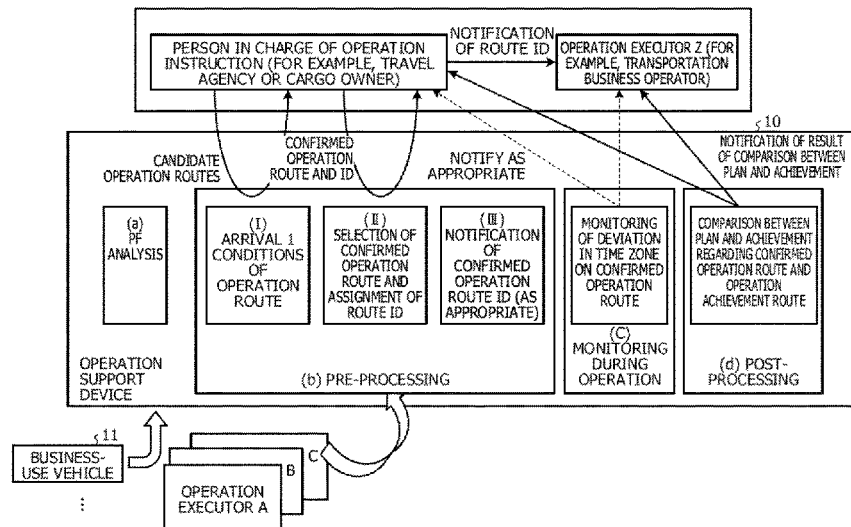 NOTIFICATION
OF ROUTE ID
PERSON IN CHARGE OF OPERATION
INSTRUCTION (FOR EXAMPLE, TRAVEL
AGENCY OR CARGO OWNER)
OPERATION EXECUTOR Z (FOR
EXAMPLE, TRANSPORTATION
BUSINESS OPERATOR)
10
CANDIDATE
OPERATION ROUTES
CONFIRMED
OPERATION
ROUTE AND ID
NOTIFY AS
APPROPRIATE
NOTIFICATION OF RESULT
OF COMPARISON BETWEEN
PLAN AND ACHIEVEMENT
(a)
PF
ANALYSIS
(I)
ARRIVAL 1
CONDITIONS
OF
OPERATION
ROUTE
(II)
SELECTION OF
CONFIRMED
OPERATION
ROUTE AND
ASSIGNMENT OF
ROUTE ID
(III)
NOTIFICATION
OF
CONFIRMED
OPERATION
ROUTE ID (AS
APPROPRIATE)
MONITORING
OF DEVIATION
IN TIME ZONE
ON CONFIRMED
OPERATION
ROUTE
COMPARISON BETWEEN
PLAN AND ACHIEVEMENT
REGARDING CONFIRMED
OPERATION ROUTE AND
OPERATION
ACHIEVEMENT ROUTE
OPERATION
SUPPORT
DEVICE
(b) PRE-PROCESSING
(C)
MONITORING
DURING
OPERATION
(d) POST-
PROCESSING
11
BUSINESS-
USE VEHICLE
⋮
C
B
OPERATION
EXECUTOR A